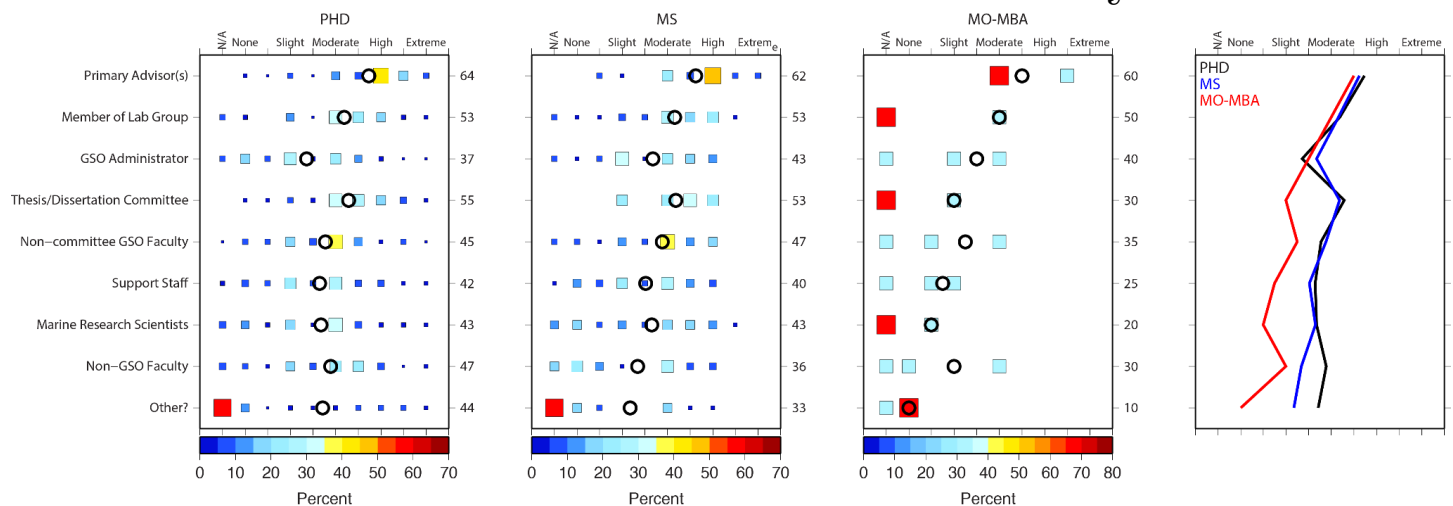 PHD
N/A None Slight Moderate High Extreme
Primary Advisor(s) 64
Member of Lab Group 53
GSO Administrator 37
Thesis/Dissertation Committee 55
Non−committee GSO Faculty 45
Support Staff 42
Marine Research Scientists 43
Non−GSO Faculty 47
Other? 44
0 10 20 30 40 50 60 70
Percent
MS
N/A None Slight Moderate High Extreme
e
62
53
43
53
47
40
43
36
33
0 10 20 30 40 50 60 70
Percent
MO-MBA
N/A None Slight Moderate High Extreme
60
50
40
30
35
25
20
30
10
0 10 20 30 40 50 60 70 80
Percent
N/A None Slight Moderate High Extreme
PHD
MS
MO-MBA